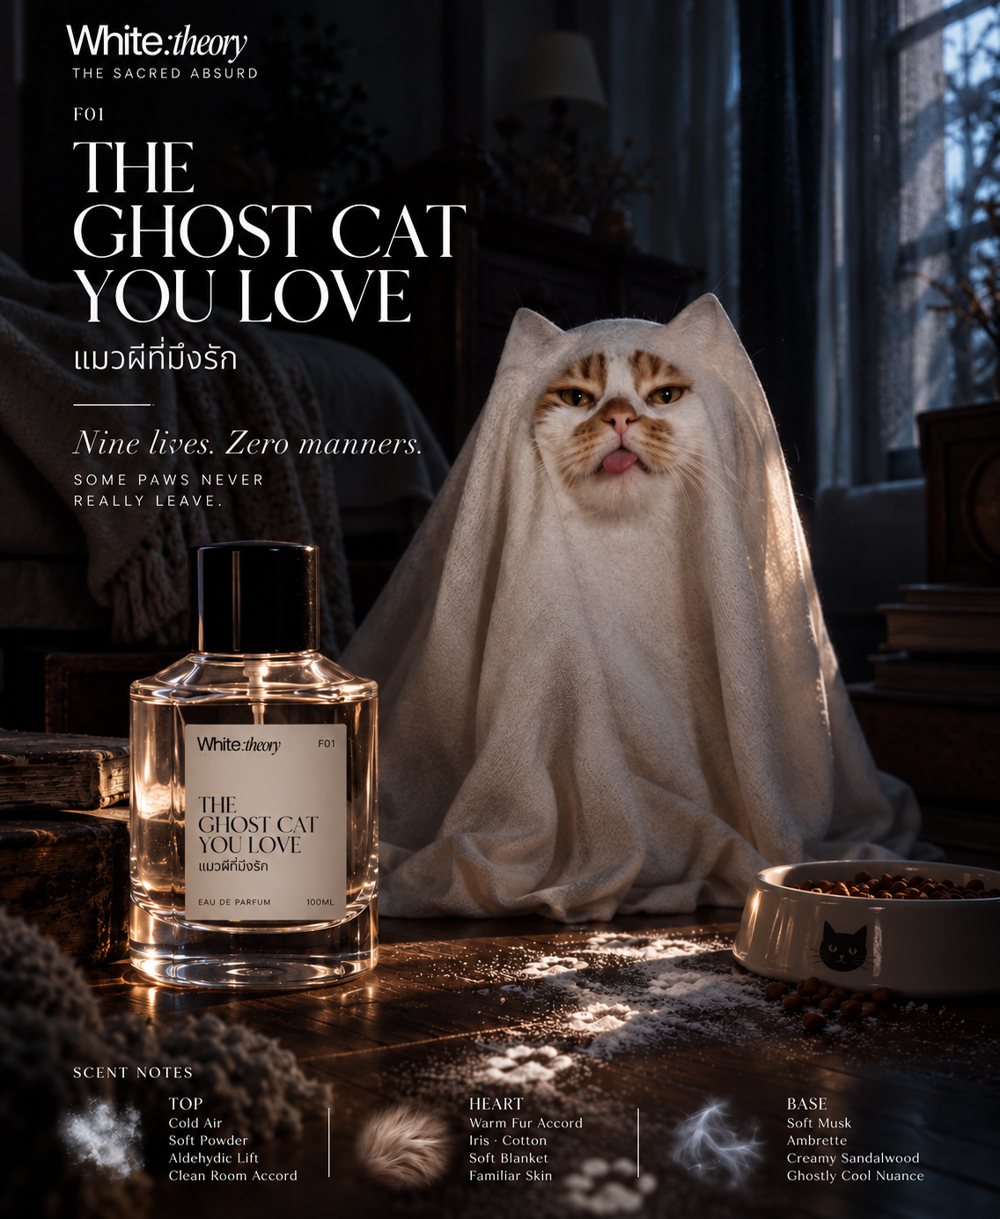 White:theory
THE SACRED ABSURD
F01
THE
GHOST CAT
YOU LOVE
แมวผีที่มึงรัก
Nine lives. Zero manners.
SOME PAWS NEVER
REALLY LEAVE.
White:theory F01
THE
GHOST CAT
YOU LOVE
แมวผีที่มึงรัก
EAU DE PARFUM 100ML
SCENT NOTES
TOP
Cold Air
Soft Powder
Aldehydic Lift
Clean Room Accord
HEART
Warm Fur Accord
Iris · Cotton
Soft Blanket
Familiar Skin
BASE
Soft Musk
Ambrette
Creamy Sandalwood
Ghostly Cool Nuance